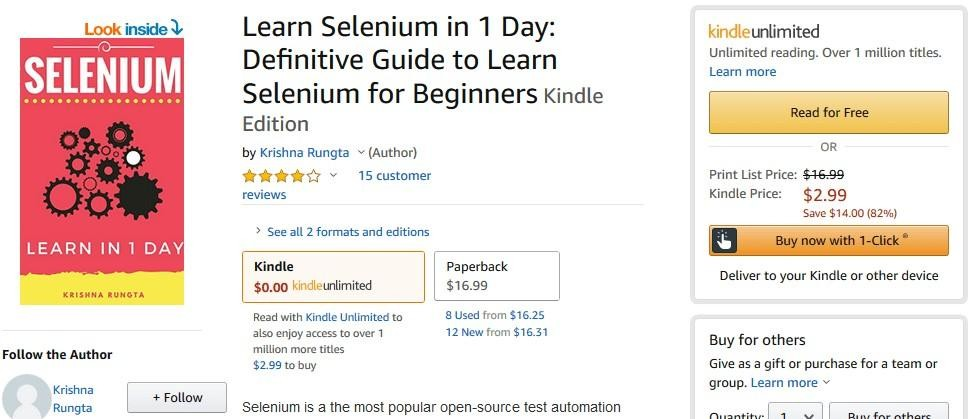 Look inside
SELENIUM
LEARN IN 1 DAY
KRISHNA RUNGTA
Follow the Author
Krishna
Rungta
+ Follow
Learn Selenium in 1 Day:
Definitive Guide to Learn
Selenium for Beginners Kindle
Edition
by Krishna Rungta (Author)
15 customer
reviews
See all 2 formats and editions
Kindle
$0.00 kindleunlimited
Paperback
$16.99
Read with Kindle Unlimited to
also enjoy access to over 1
million more titles
$2.99 to buy
8 Used from $16.25
12 New from $16.31
Selenium is the most popular open-source test automation
kindleunlimited
Unlimited reading. Over 1 million titles.
Learn more
Read for Free
OR
Print List Price: $16.99
Kindle Price: $2.99
Save $14.00 (82%)
Buy now with 1-Click ®
Deliver to your Kindle or other device
Buy for others
Give as a gift or purchase for a team or
group. Learn more
Quantity: 1 Buy for others